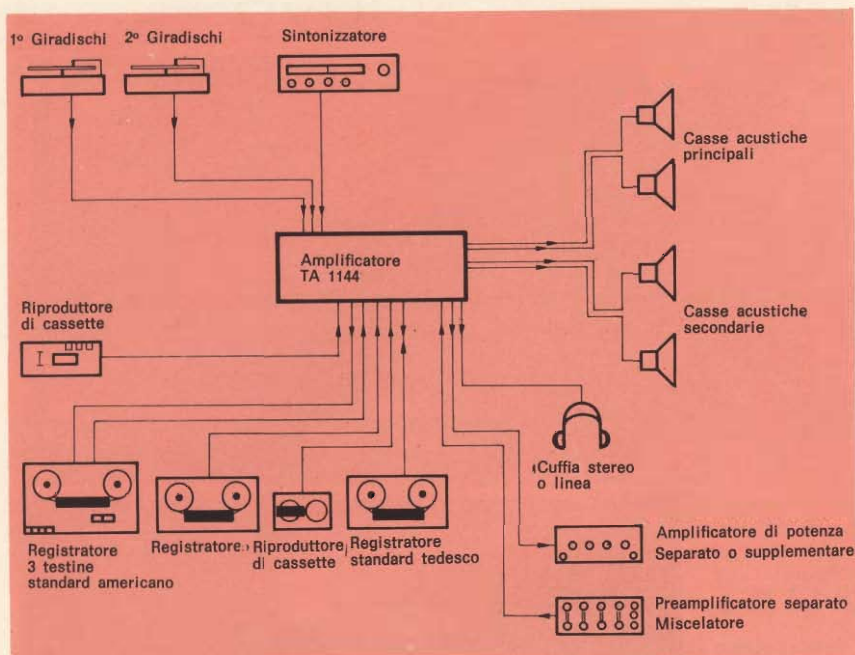 1º Giradischi
2º Giradischi
Sintonizzatore
Casse acustiche
principali
Amplificatore
TA 1144
Casse acustiche
secondarie
Riproduttore
di cassette
Cuffia stereo
o linea
Registratore
3 testine
standard americano
Registratore
Riproduttore
di cassette
Registratore
standard tedesco
Amplificatore di potenza
Separato o supplementare
Preamplificatore separato
Miscelatore